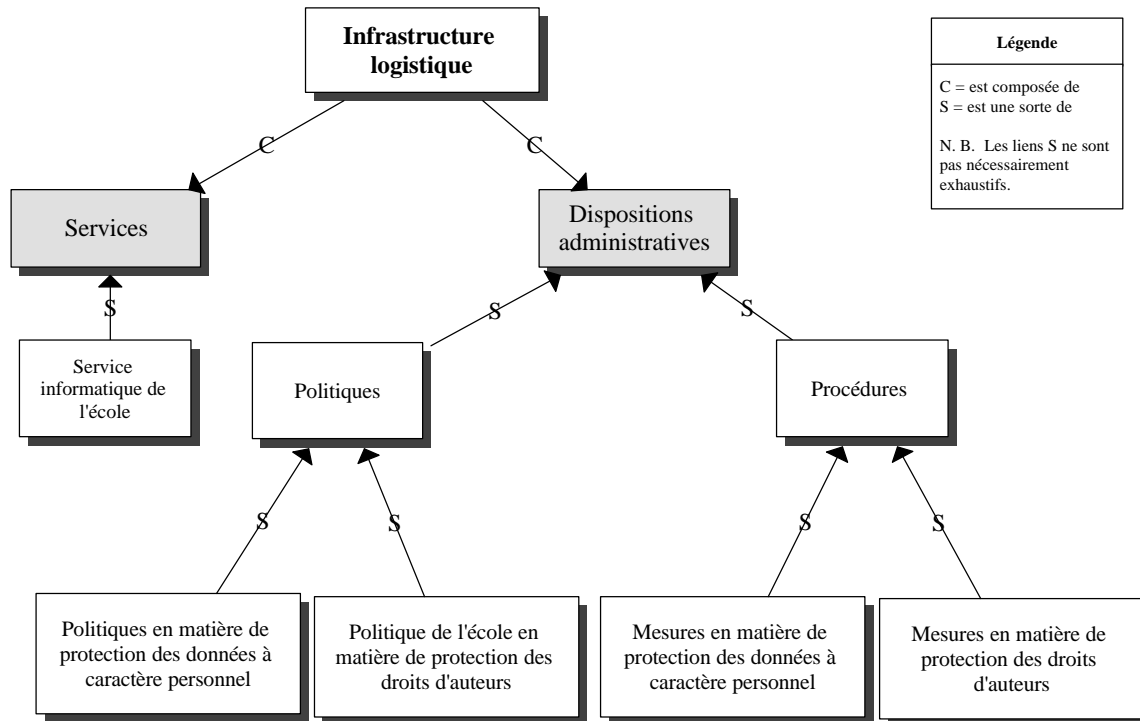 Infrastructure
logistique
Légende
C = est composée de
S = est une sorte de
N. B. Les liens S ne sont
pas nécessairement
exhaustifs.
C
C
Services
Dispositions
administratives
S
S
S
Service
informatique de
l'école
Politiques
Procédures
S
S
S
S
Politiques en matière de
protection des données à
caractère personnel
Politique de l'école en
matière de protection des
droits d'auteurs
Mesures en matière de
protection des données à
caractère personnel
Mesures en matière de
protection des droits
d'auteurs